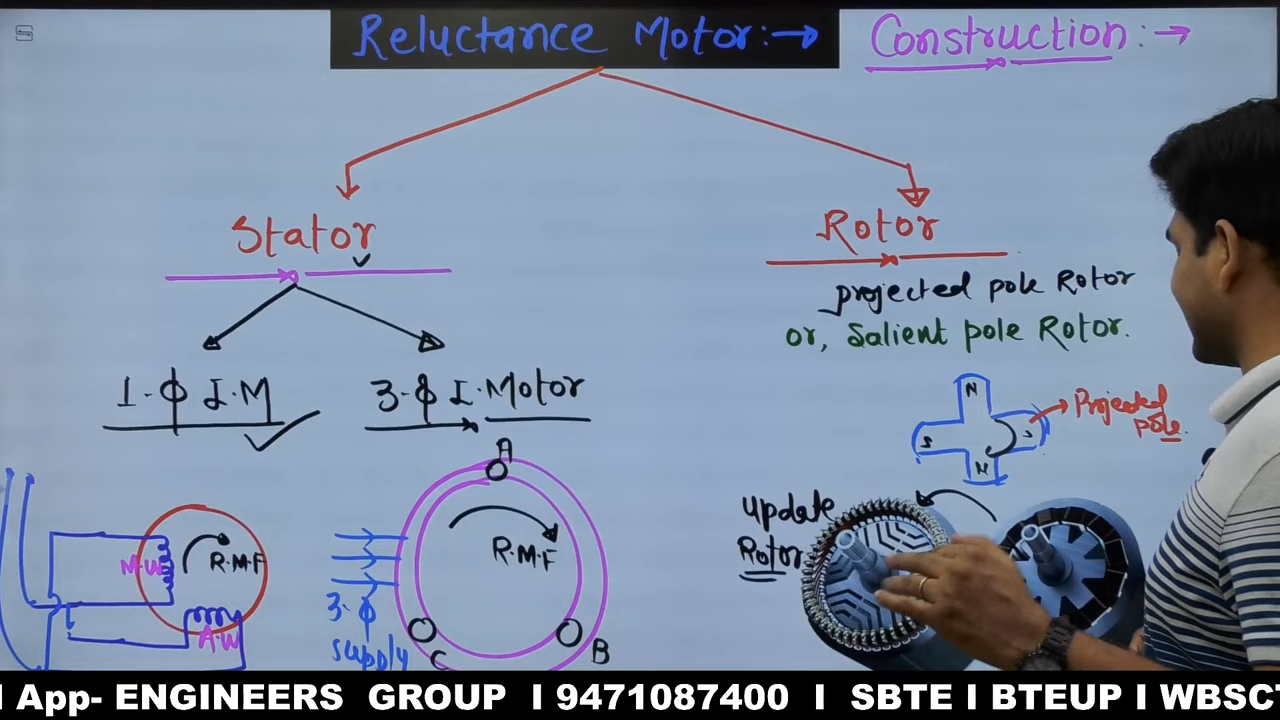 Reluctance Motor:→ Construction:→
Stator
Rotor
projected pole Rotor
or, Salient pole Rotor.
1-ϕ I.M
3-ϕ I.Motor
N
S
S
N
Projected
pole.
A
update
Rotor
R.M.F
M.W
R.M.F
A.W
3-ϕ
supply
C
B
App- ENGINEERS GROUP I 9471087400 I SBTE I BTEUP I WBSC